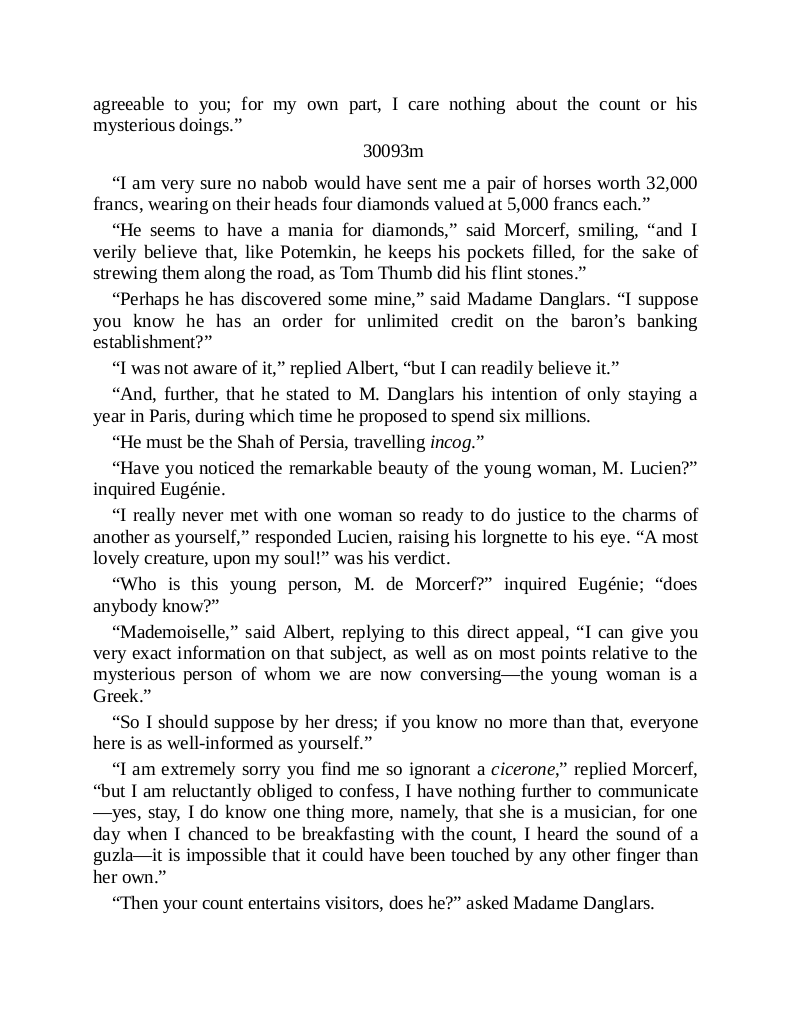 agreeable to you; for my own part, I care nothing about the count or his
mysterious doings.”
30093m
“I am very sure no nabob would have sent me a pair of horses worth 32,000
francs, wearing on their heads four diamonds valued at 5,000 francs each.”
“He seems to have a mania for diamonds,” said Morcerf, smiling, “and I
verily believe that, like Potemkin, he keeps his pockets filled, for the sake of
strewing them along the road, as Tom Thumb did his flint stones.”
“Perhaps he has discovered some mine,” said Madame Danglars. “I suppose
you know he has an order for unlimited credit on the baron’s banking
establishment?”
“I was not aware of it,” replied Albert, “but I can readily believe it.”
“And, further, that he stated to M. Danglars his intention of only staying a
year in Paris, during which time he proposed to spend six millions.
“He must be the Shah of Persia, travelling incog.”
“Have you noticed the remarkable beauty of the young woman, M. Lucien?”
inquired Eugénie.
“I really never met with one woman so ready to do justice to the charms of
another as yourself,” responded Lucien, raising his lorgnette to his eye. “A most
lovely creature, upon my soul!” was his verdict.
“Who is this young person, M. de Morcerf?” inquired Eugénie; “does
anybody know?”
“Mademoiselle,” said Albert, replying to this direct appeal, “I can give you
very exact information on that subject, as well as on most points relative to the
mysterious person of whom we are now conversing—the young woman is a
Greek.”
“So I should suppose by her dress; if you know no more than that, everyone
here is as well-informed as yourself.”
“I am extremely sorry you find me so ignorant a cicerone,” replied Morcerf,
“but I am reluctantly obliged to confess, I have nothing further to communicate
—yes, stay, I do know one thing more, namely, that she is a musician, for one
day when I chanced to be breakfasting with the count, I heard the sound of a
guzla—it is impossible that it could have been touched by any other finger than
her own.”
“Then your count entertains visitors, does he?” asked Madame Danglars.